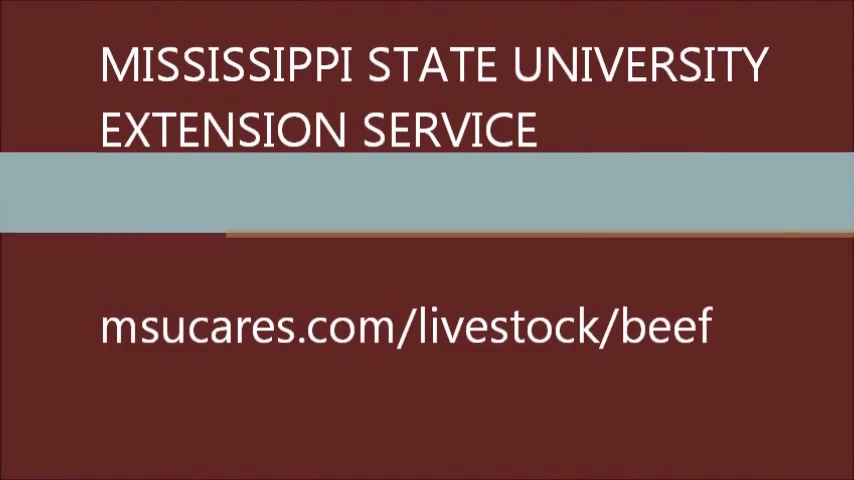 MISSISSIPPI STATE UNIVERSITY
EXTENSION SERVICE
msucares.com/livestock/beef